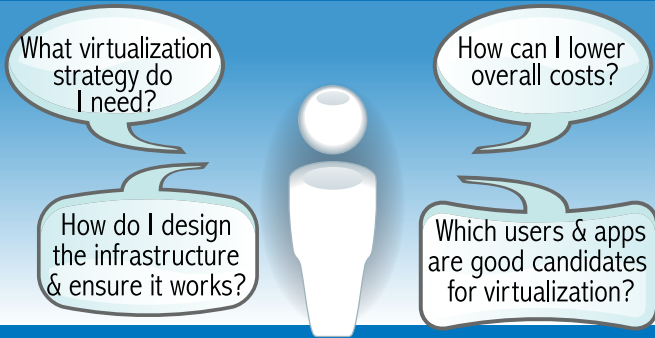 What virtualization
strategy do
I need?
How can I lower
overall costs?
How do I design
the infrastructure
& ensure it works?
Which users & apps
are good candidates
for virtualization?